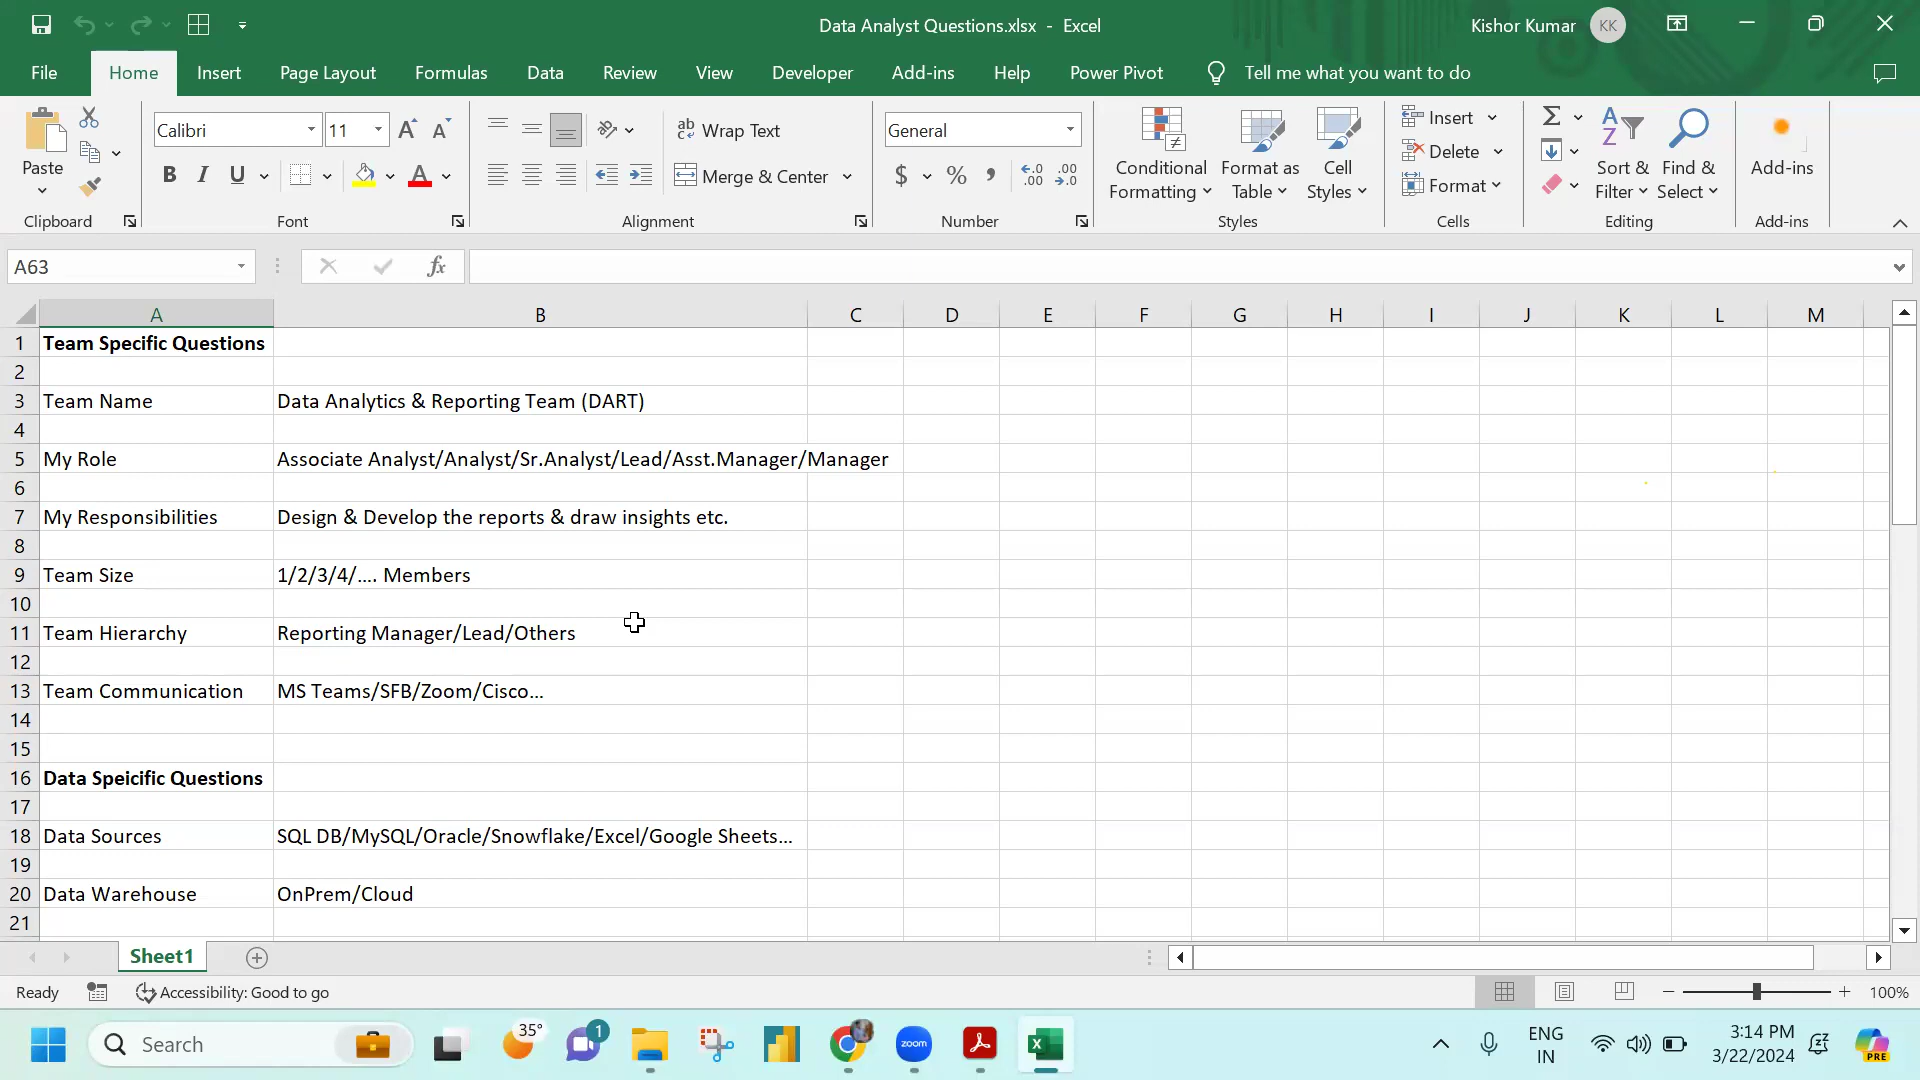 Data Analyst Questions.xlsx - Excel
Kishor Kumar KK
File Home Insert Page Layout Formulas Data Review View Developer Add-ins Help Power Pivot Tell me what you want to do
Paste
Clipboard
Calibri 11
B I U
Font
Wrap Text
Merge & Center
Alignment
General
$ % , .00 .00
Number
Conditional Formatting
Format as Table
Cell Styles
Styles
Insert
Delete
Format
Cells
Sort & Filter
Find & Select
Editing
Add-ins
Add-ins
A63 fx
A B C D E F G H I J K L M
1 Team Specific Questions
2
3 Team Name Data Analytics & Reporting Team (DART)
4
5 My Role Associate Analyst/Analyst/Sr.Analyst/Lead/Asst.Manager/Manager
6
7 My Responsibilities Design & Develop the reports & draw insights etc.
8
9 Team Size 1/2/3/4/.... Members
10
11 Team Hierarchy Reporting Manager/Lead/Others
12
13 Team Communication MS Teams/SFB/Zoom/Cisco...
14
15
16 Data Speicific Questions
17
18 Data Sources SQL DB/MySQL/Oracle/Snowflake/Excel/Google Sheets...
19
20 Data Warehouse OnPrem/Cloud
21
Sheet1
Ready Accessibility: Good to go 100%
Search 35° 1 zoom ENG IN 3:14 PM 3/22/2024 PRE